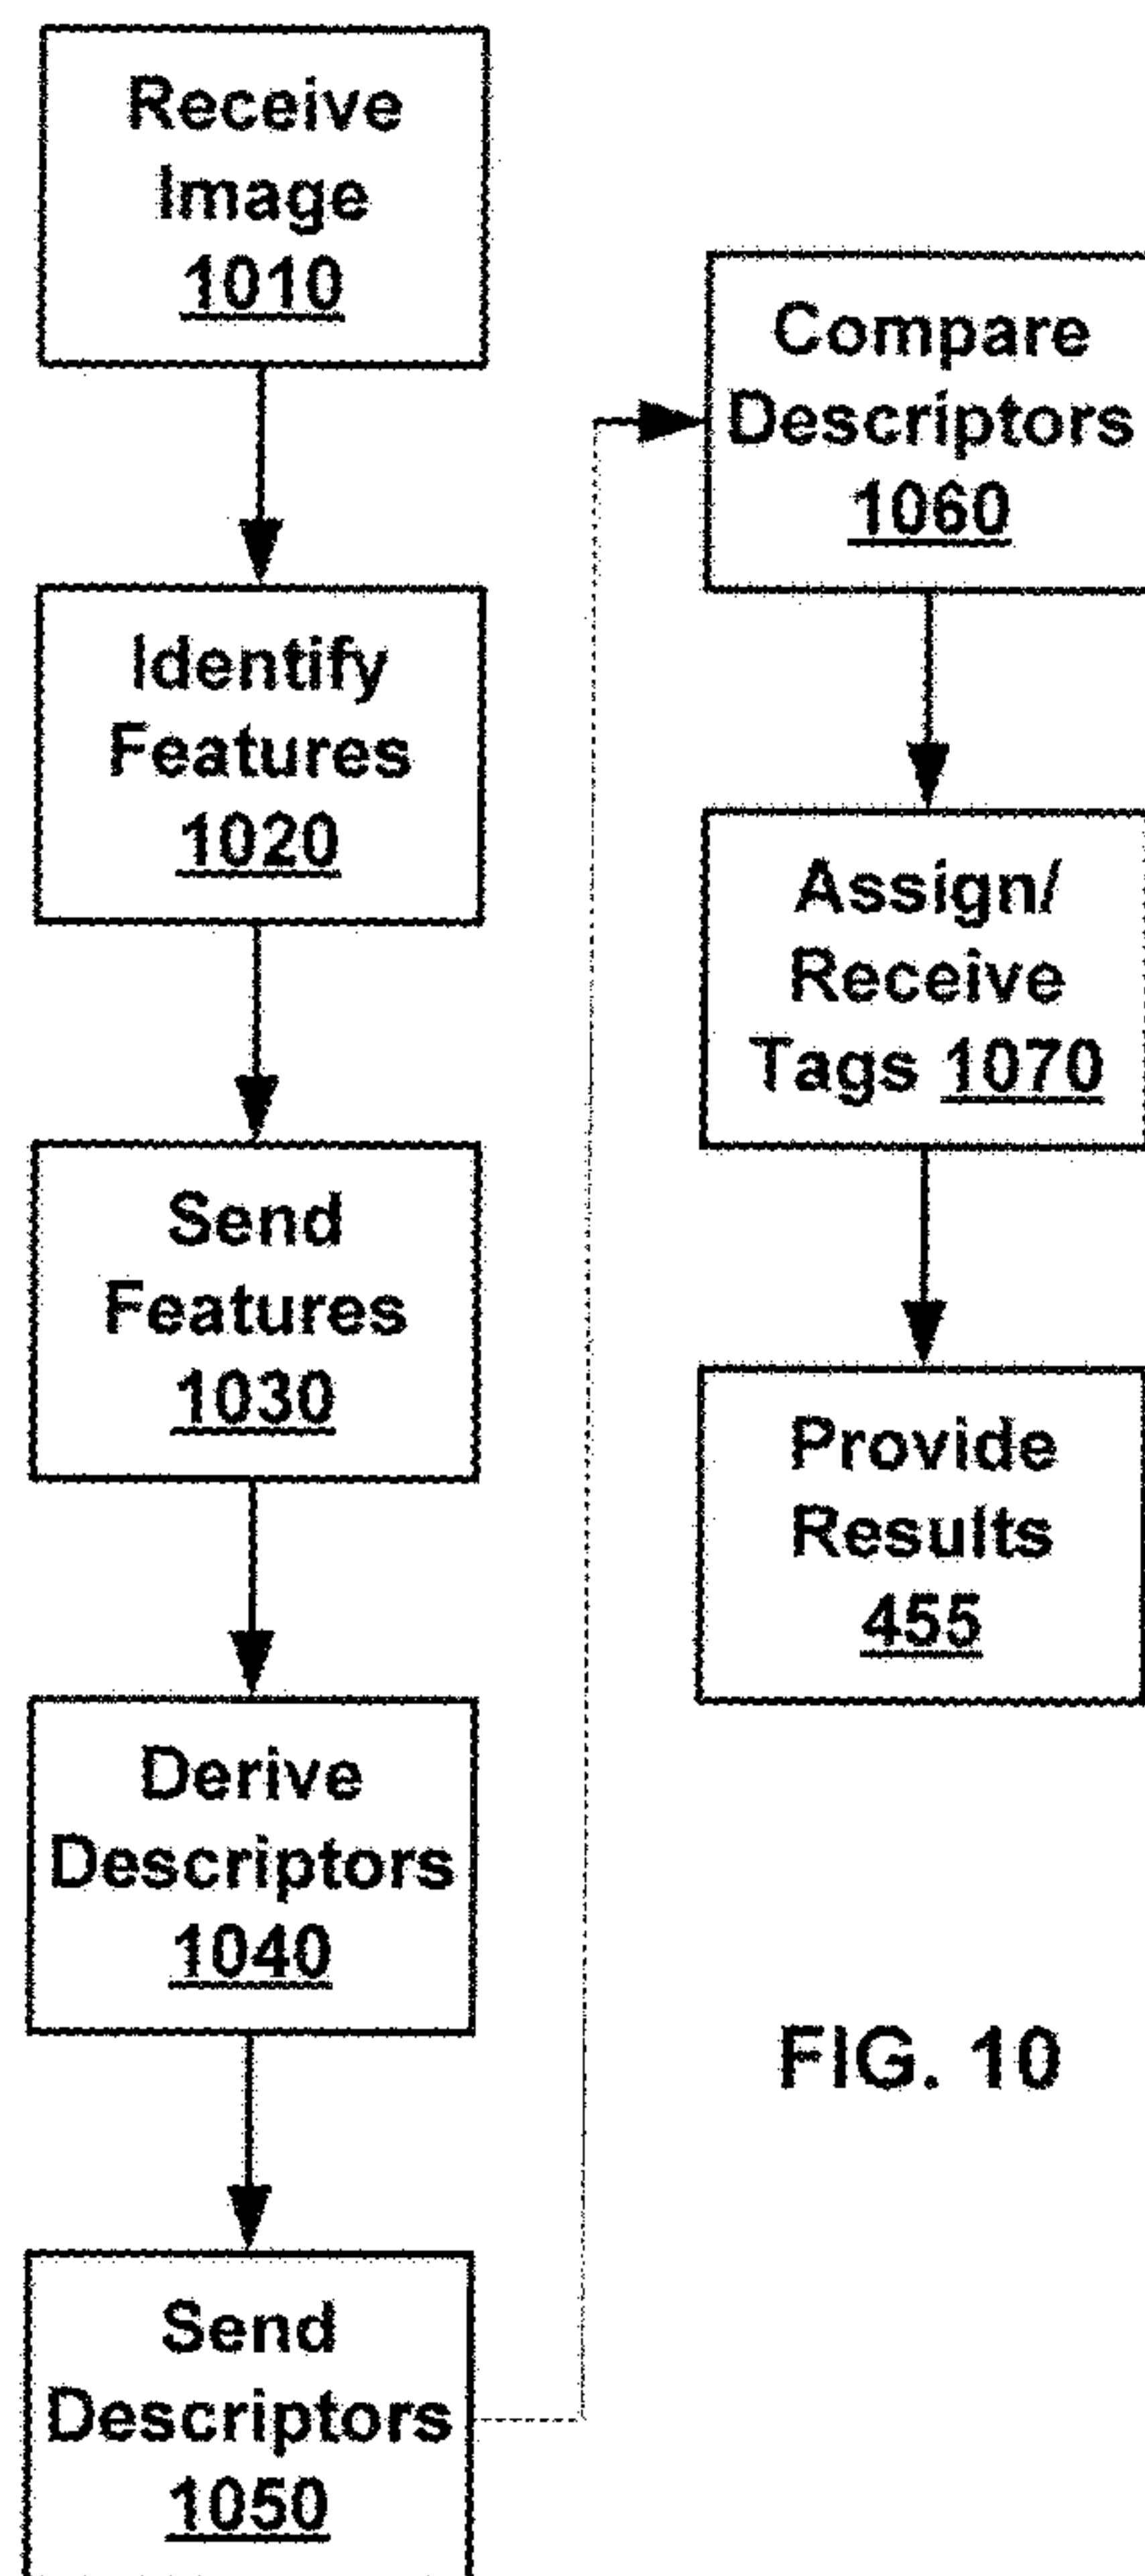 Receive
Image
1010
Identify
Features
1020
Send
Features
1030
Derive
Descriptors
1040
Send
Descriptors
1050
Compare
Descriptors
1060
Assign/
Receive
Tags 1070
Provide
Results
455
FIG. 10